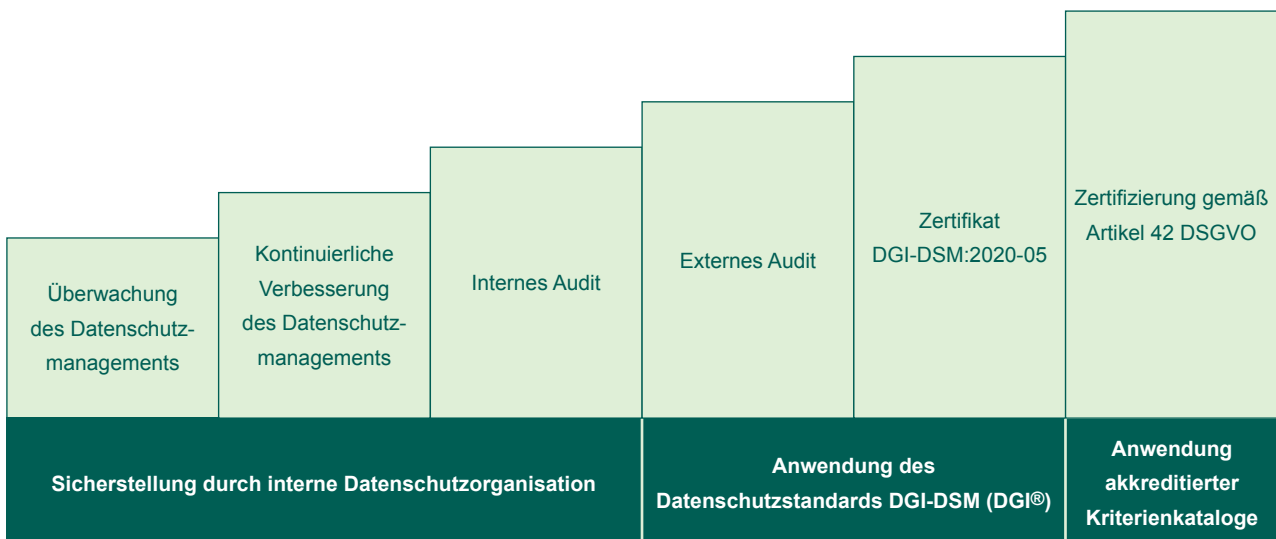 Überwachung
des Datenschutz-
managements
Kontinuierliche
Verbesserung
des Datenschutz-
managements
Internes Audit
Externes Audit
Zertifikat
DGI-DSM:2020-05
Zertifizierung gemäß
Artikel 42 DSGVO
Sicherstellung durch interne Datenschutzorganisation
Anwendung des
Datenschutzstandards DGI-DSM (DGI®)
Anwendung
akkreditierter
Kriterienkataloge